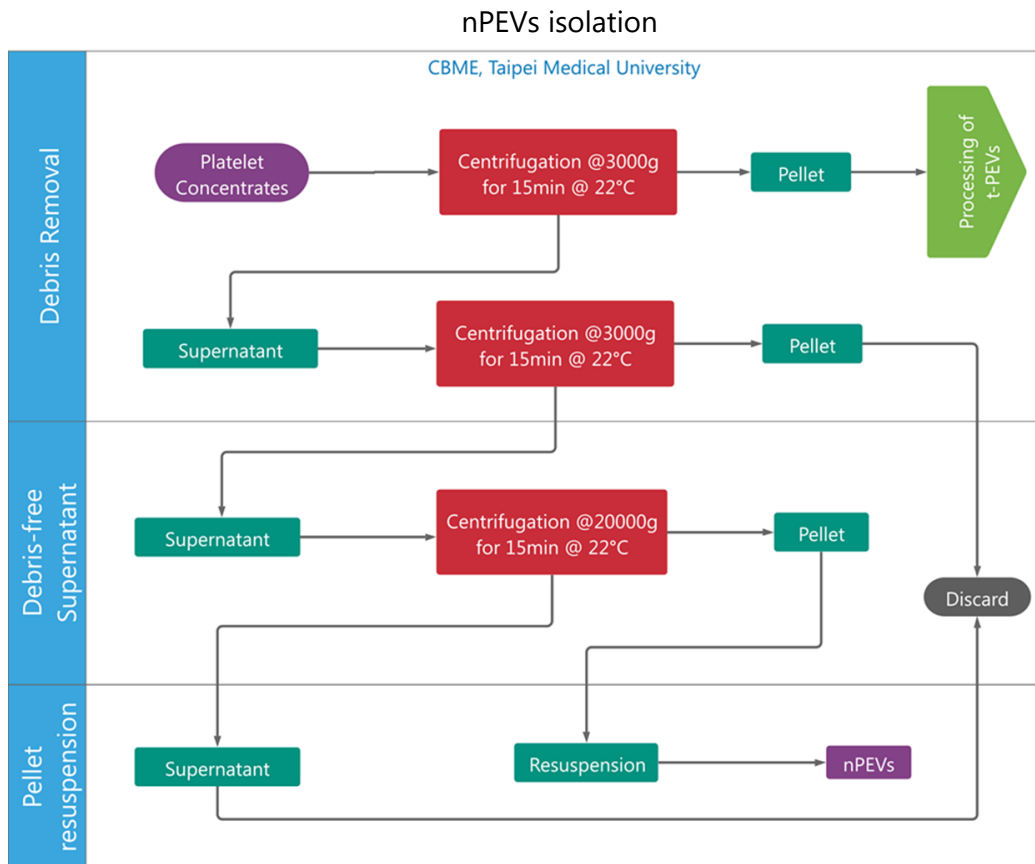 nPEVs isolation
CBME, Taipei Medical University
Debris Removal
Platelet
Concentrates
Centrifugation @3000g
for 15min @ 22°C
Pellet
Processing of
t-PEVs
Supernatant
Centrifugation @3000g
for 15min @ 22°C
Pellet
Debris-free
Supernatant
Supernatant
Centrifugation @20000g
for 15min @ 22°C
Pellet
Discard
Pellet
resuspension
Supernatant
Resuspension
nPEVs